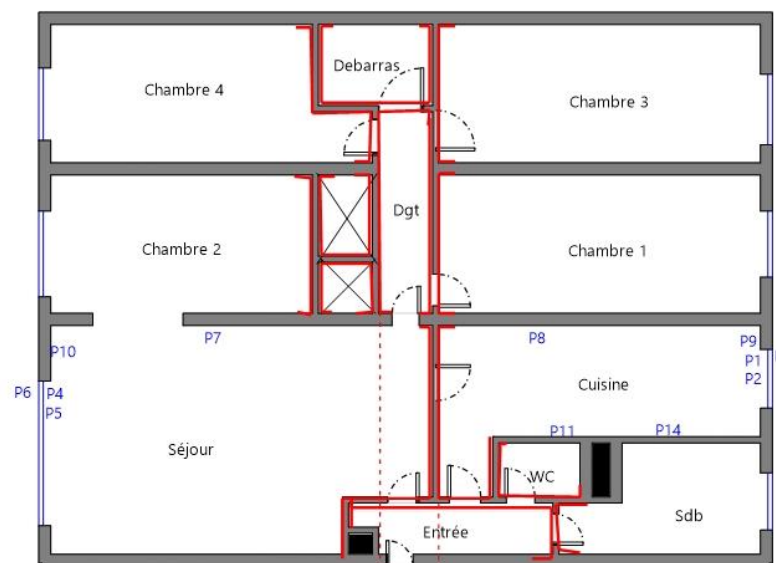 Debarras
Chambre 4
Chambre 3
Dgt
Chambre 2
Chambre 1
P7
P8
P9
P10
P1
P6
P4
P2
P5
Cuisine
P11
P14
Séjour
WC
Sdb
Entrée